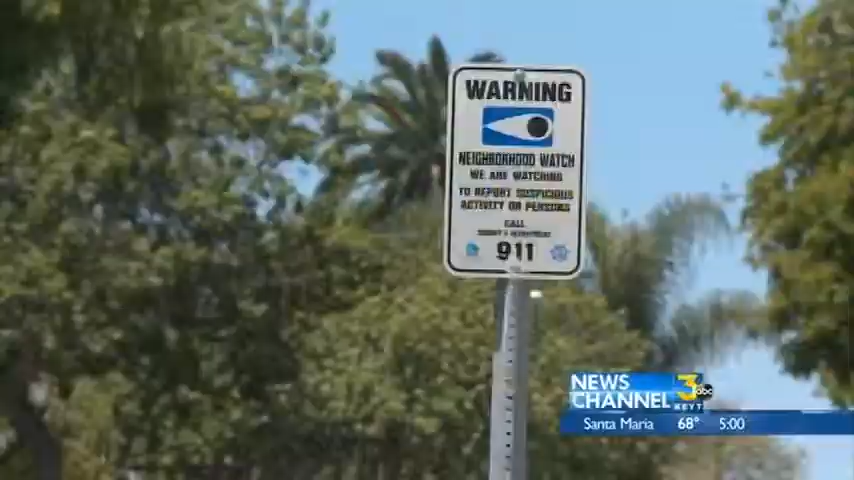 WARNING
NEIGHBORHOOD WATCH
WE ARE WATCHING
TO REPORT SUSPICIOUS
ACTIVITY OR PERSONS
CALL
911
NEWS
CHANNEL 3 abc
KEYT
Santa Maria 68° 5:00